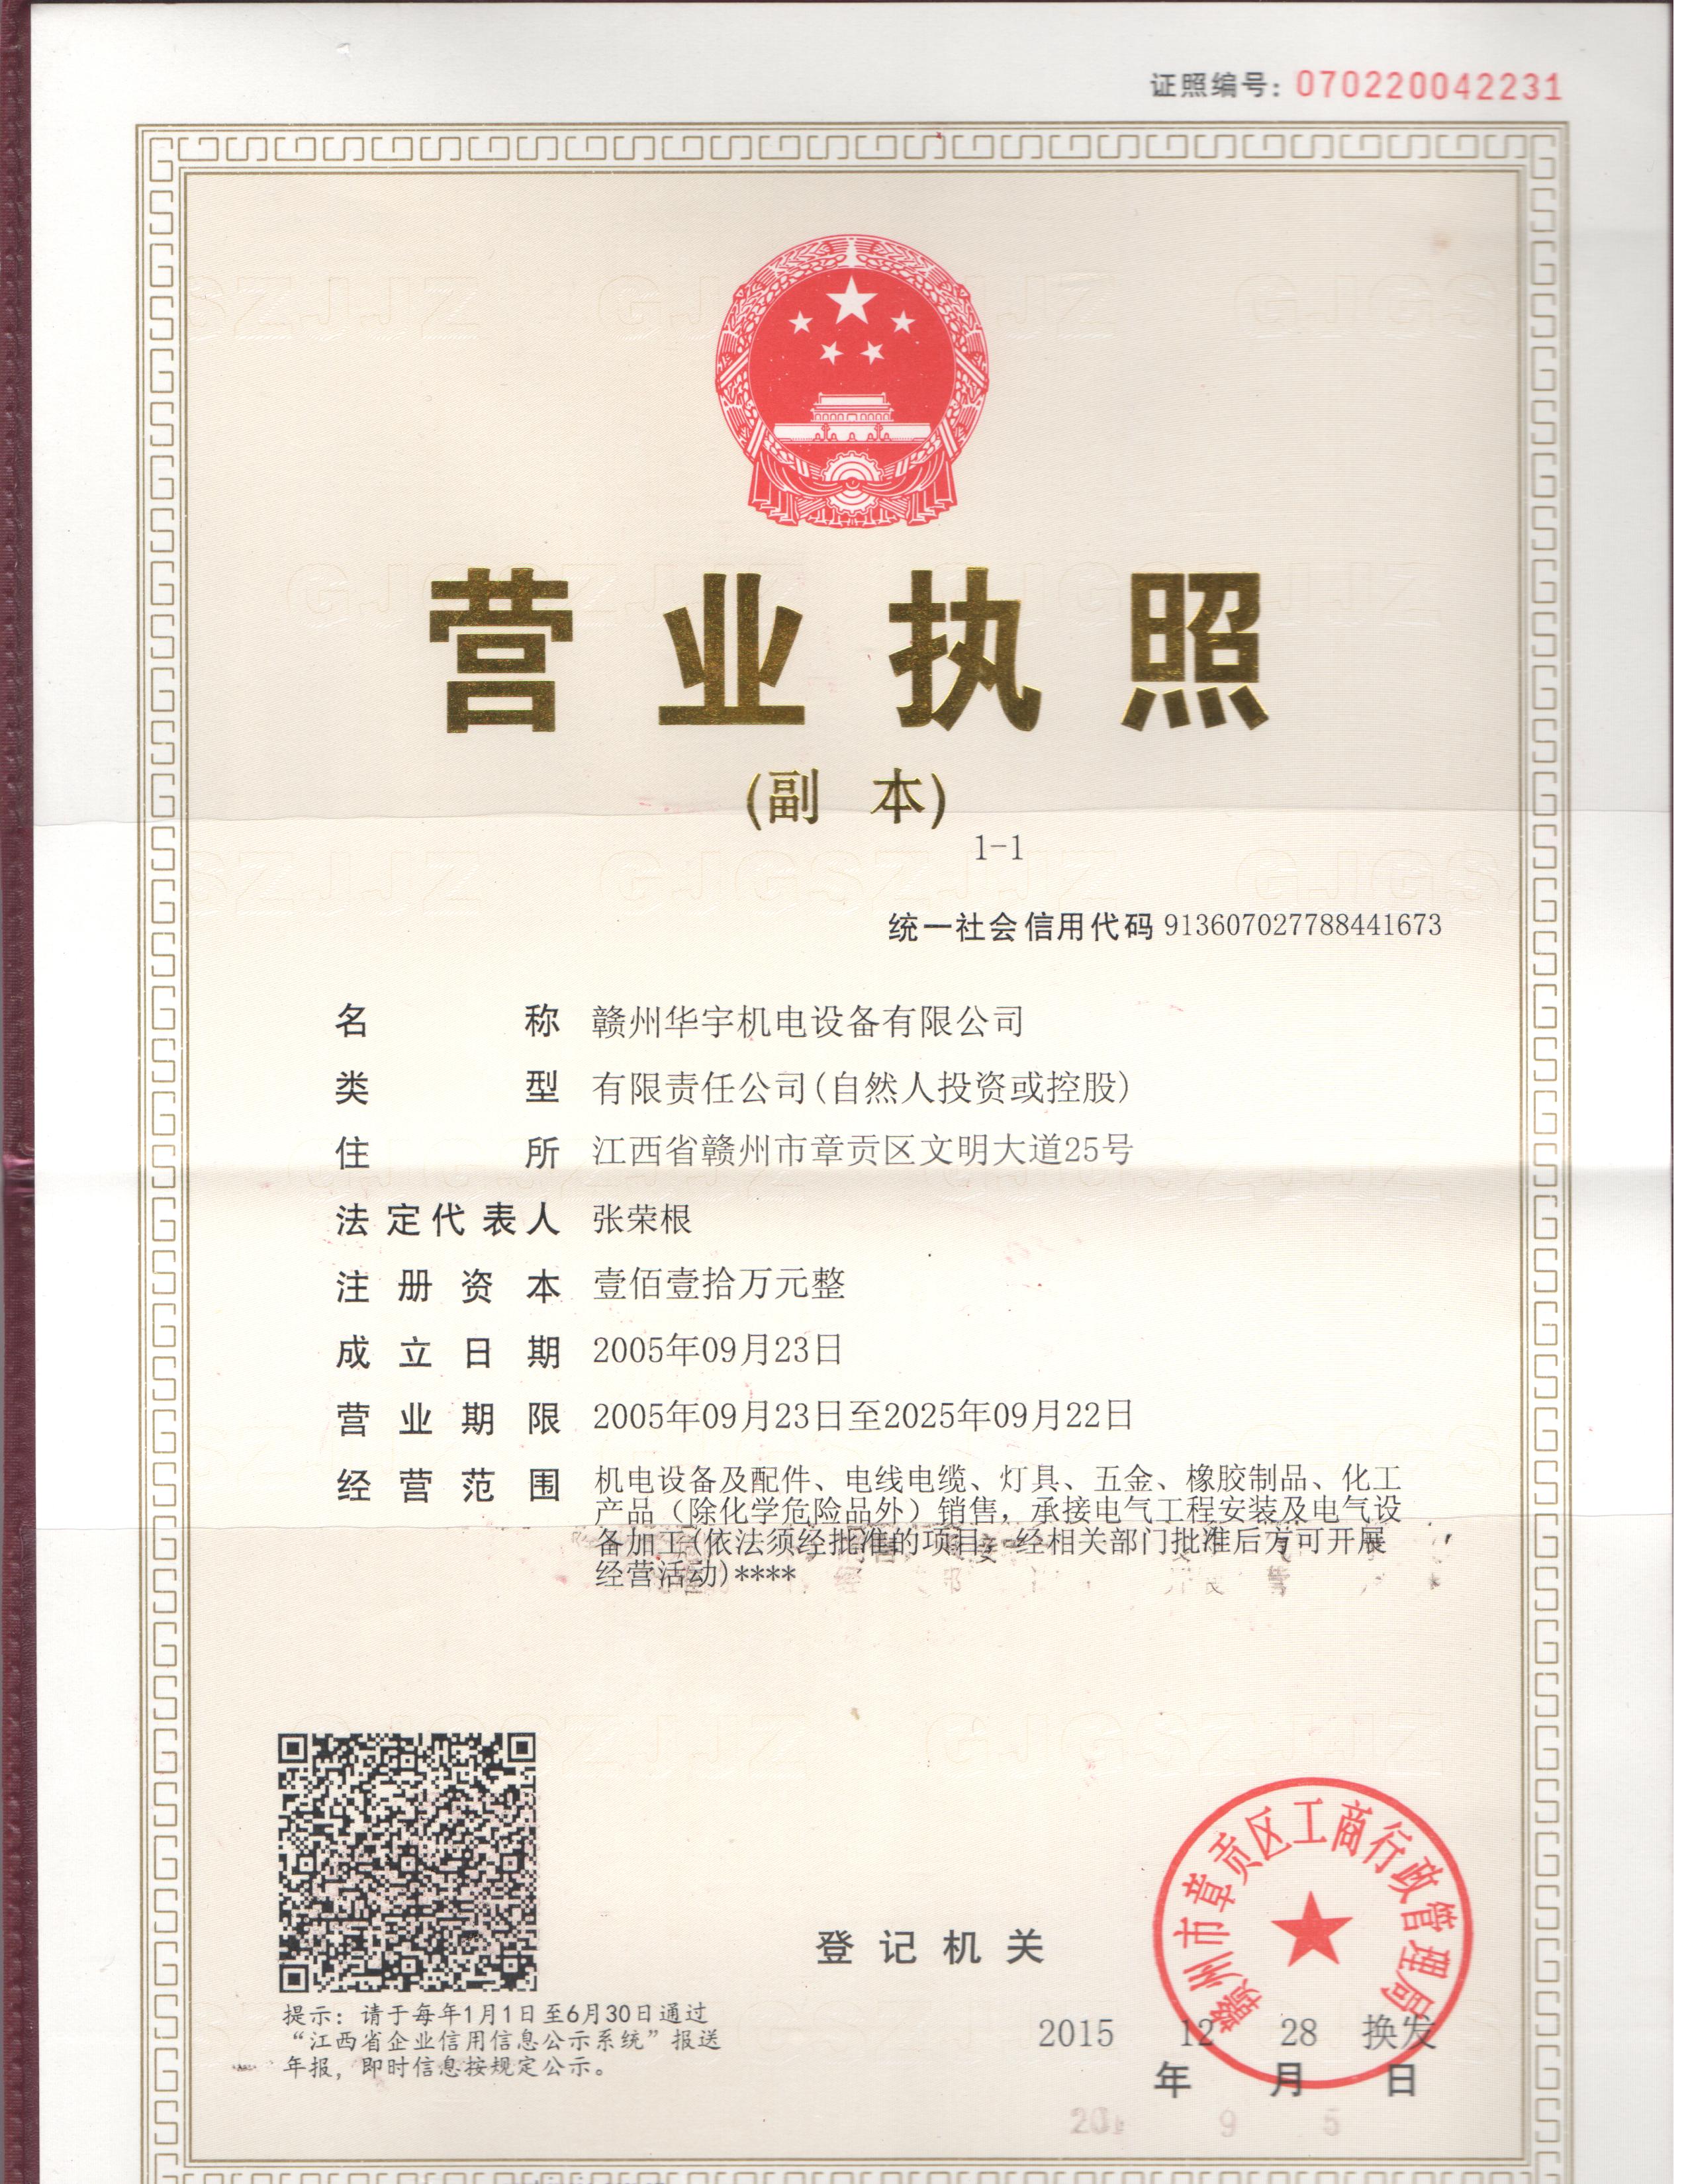 证照编号：070220042231
营业执照
(副 本)
1-1
统一社会信用代码 913607027788441673
名 称 赣州华宇机电设备有限公司
类 型 有限责任公司(自然人投资或控股)
住 所 江西省赣州市章贡区文明大道25号
法定代表人 张荣根
注册资本 壹佰壹拾万元整
成立日期 2005年09月23日
营业期限 2005年09月23日至2025年09月22日
经营范围 机电设备及配件、电线电缆、灯具、五金、橡胶制品、化工
产品（除化学危险品外）销售，承接电气工程安装及电气设
备加工(依法须经批准的项目，经相关部门批准后方可开展
经营活动)****
赣州市章贡区工商行政管理局
登记机关
提示：请于每年1月1日至6月30日通过
“江西省企业信用信息公示系统”报送
年报，即时信息按规定公示。
2015 12 28 换发
年 月 日